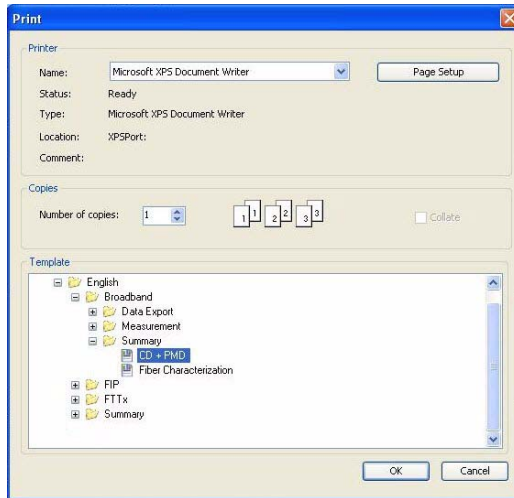 Print
Printer
Name: Microsoft XPS Document Writer Page Setup
Status: Ready
Type: Microsoft XPS Document Writer
Location: XPSPort:
Comment:
Copies
Number of copies: 1 1 1 2 2 3 3 Collate
Template
English
Broadband
Data Export
Measurement
Summary
CD + PMD
Fiber Characterization
FIP
FTTx
Summary
OK Cancel